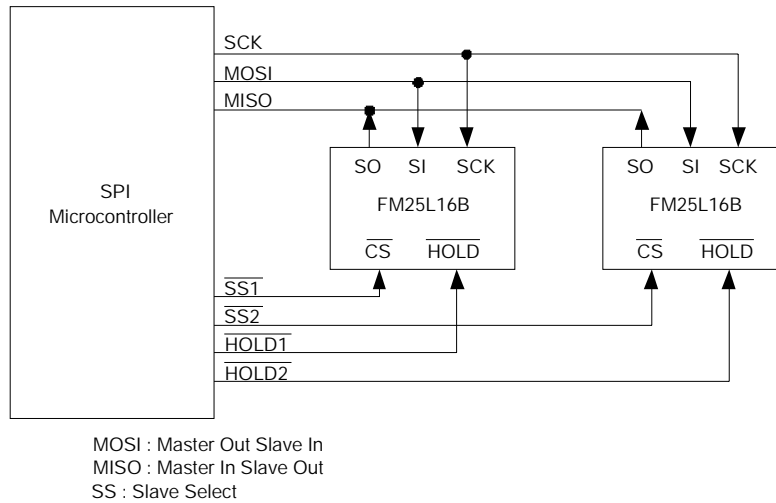 SCK
MOSI
MISO
SO SI SCK
SO SI SCK
SPI
Microcontroller
FM25L16B
FM25L16B
CS HOLD
CS HOLD
SS1
SS2
HOLD1
HOLD2
MOSI : Master Out Slave In
MISO : Master In Slave Out
SS : Slave Select